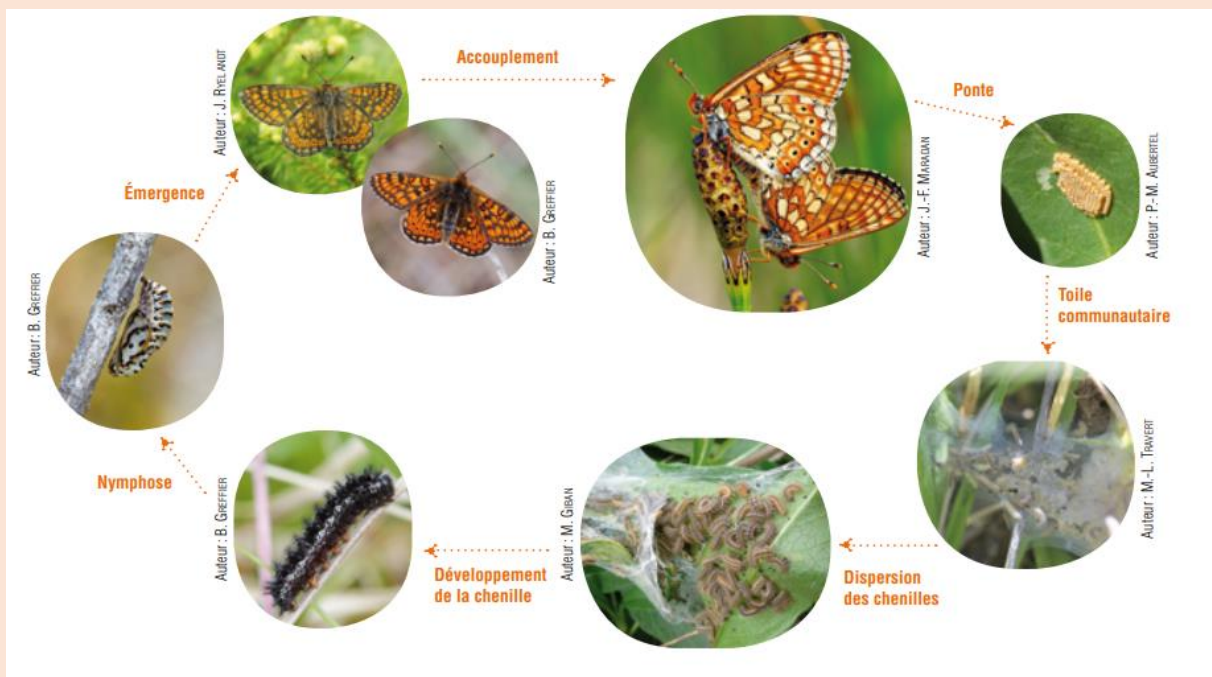 Auteur : J. RYELANDT
Accouplement
Ponte
Auteur : P.-M. AUBERTEL
Auteur : J.-F. MARADAN
Auteur : B. GREFFIER
Émergence
Auteur : B. GREFFIER
Toile
communautaire
Auteur : M.-L. TRAVERT
Dispersion
des chenilles
Auteur : M. GIBAN
Développement
de la chenille
Auteur : B. GREFFIER
Nymphose